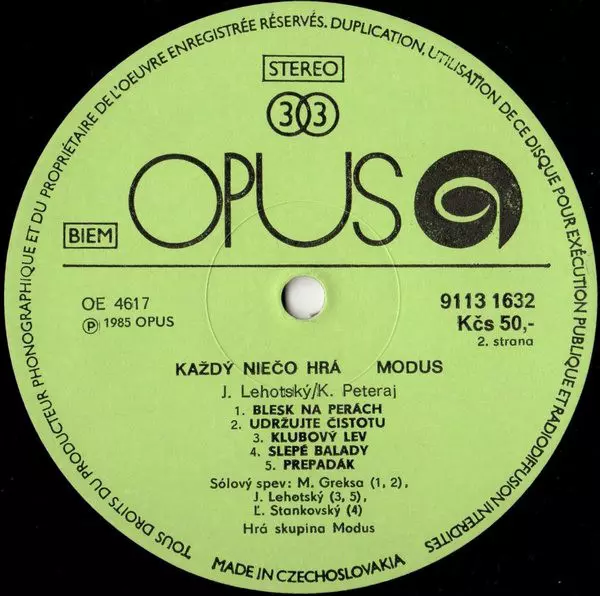 TOUS DROITS DU PRODUCTEUR PHONOGRAPHIQUE ET DU PROPRIÉTAIRE DE L'OEUVRE ENREGISTRÉE RÉSERVÉS. DUPLICATION, UTILISATION DE CE DISQUE POUR EXÉCUTION PUBLIQUE ET RADIODIFFUSION INTERDITES
STEREO
33
OPUS
BIEM
OE 4617
9113 1632
Ⓟ 1985 OPUS
Kčs 50,-
2. strana
KAŽDÝ NIEČO HRÁ MODUS
J. Lehotský/K. Peteraj
1. BLESK NA PERÁCH
2. UDRŽUJTE ČISTOTU
3. KLUBOVÝ LEV
4. SLEPÉ BALADY
5. PREPADÁK
Sólový spev: M. Greksa (1, 2),
J. Lehotský (3, 5),
Ľ. Stankovský (4)
Hrá skupina Modus
MADE IN CZECHOSLOVAKIA